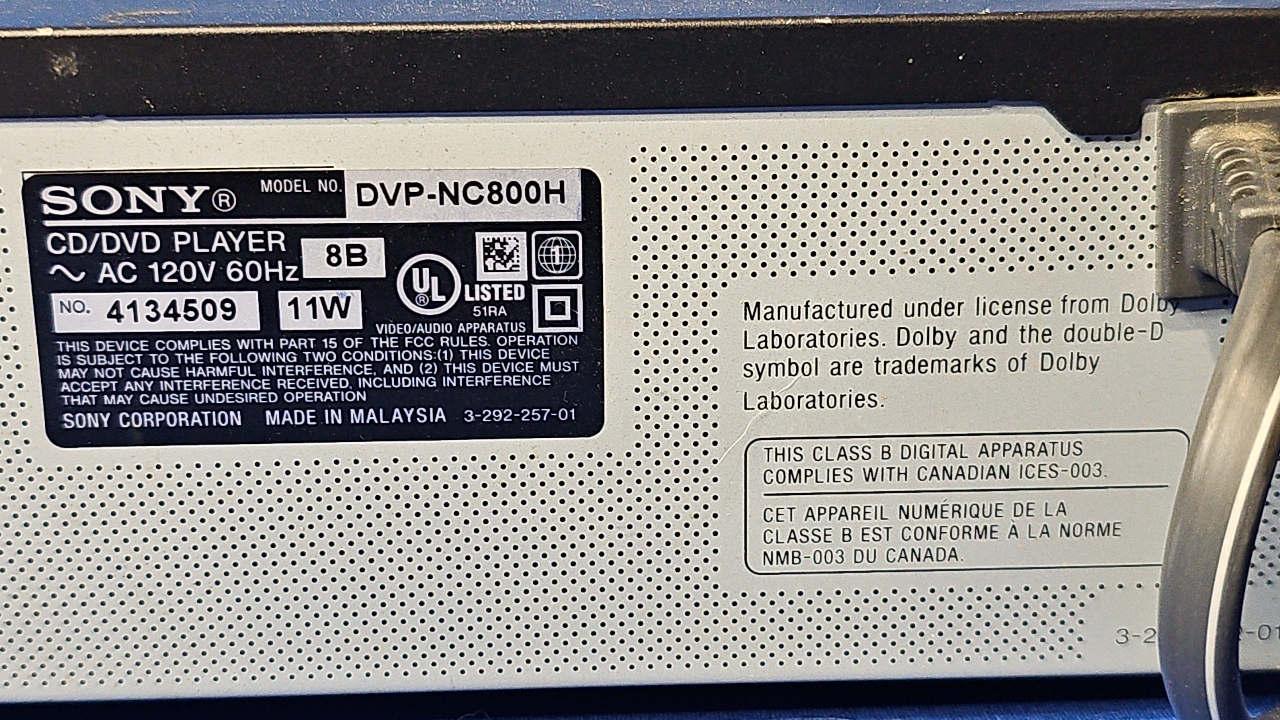 SONY® MODEL NO. DVP-NC800H
CD/DVD PLAYER
~ AC 120V 60Hz 8B
NO. 4134509 11W
UL® LISTED
51RA
VIDEO/AUDIO APPARATUS
THIS DEVICE COMPLIES WITH PART 15 OF THE FCC RULES. OPERATION
IS SUBJECT TO THE FOLLOWING TWO CONDITIONS:(1) THIS DEVICE
MAY NOT CAUSE HARMFUL INTERFERENCE, AND (2) THIS DEVICE MUST
ACCEPT ANY INTERFERENCE RECEIVED, INCLUDING INTERFERENCE
THAT MAY CAUSE UNDESIRED OPERATION
SONY CORPORATION MADE IN MALAYSIA 3-292-257-01
Manufactured under license from Dolby
Laboratories. Dolby and the double-D
symbol are trademarks of Dolby
Laboratories.
THIS CLASS B DIGITAL APPARATUS
COMPLIES WITH CANADIAN ICES-003.
CET APPAREIL NUMÉRIQUE DE LA
CLASSE B EST CONFORME À LA NORME
NMB-003 DU CANADA.